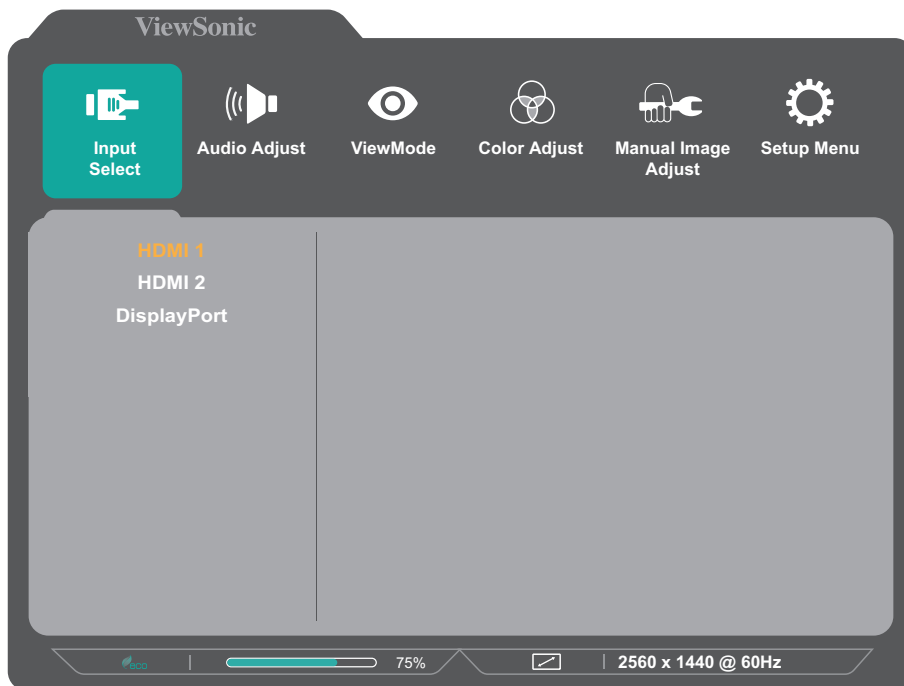 ViewSonic
Input
Select
Audio Adjust
ViewMode
Color Adjust
Manual Image
Adjust
Setup Menu
HDMI 1
HDMI 2
DisplayPort
eco
75%
2560 x 1440 @ 60Hz